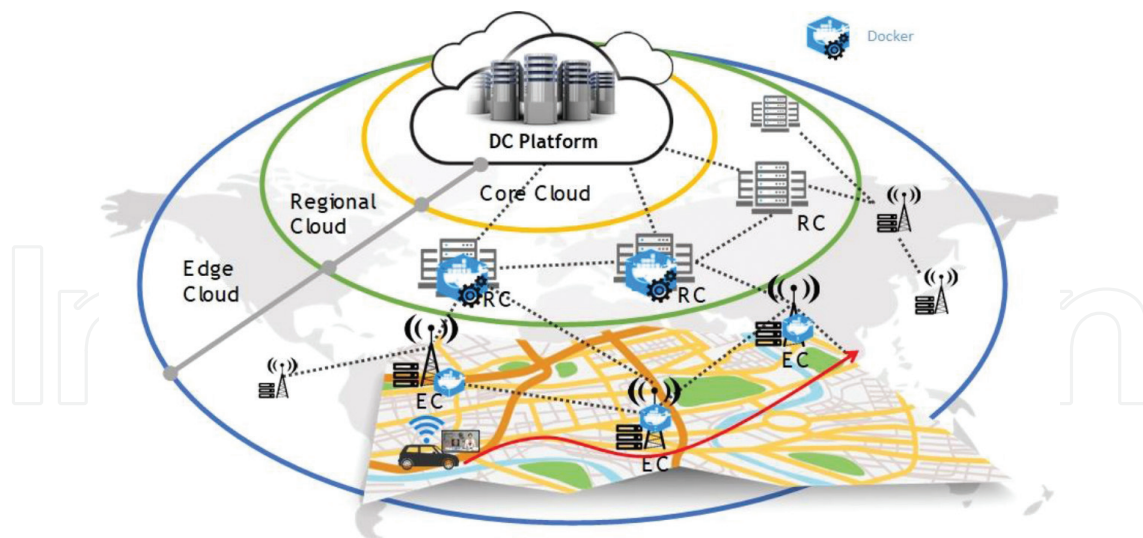 Docker
DC Platform
Core Cloud
Regional
Cloud
RC
Edge
Cloud
RC
RC
EC
EC
EC